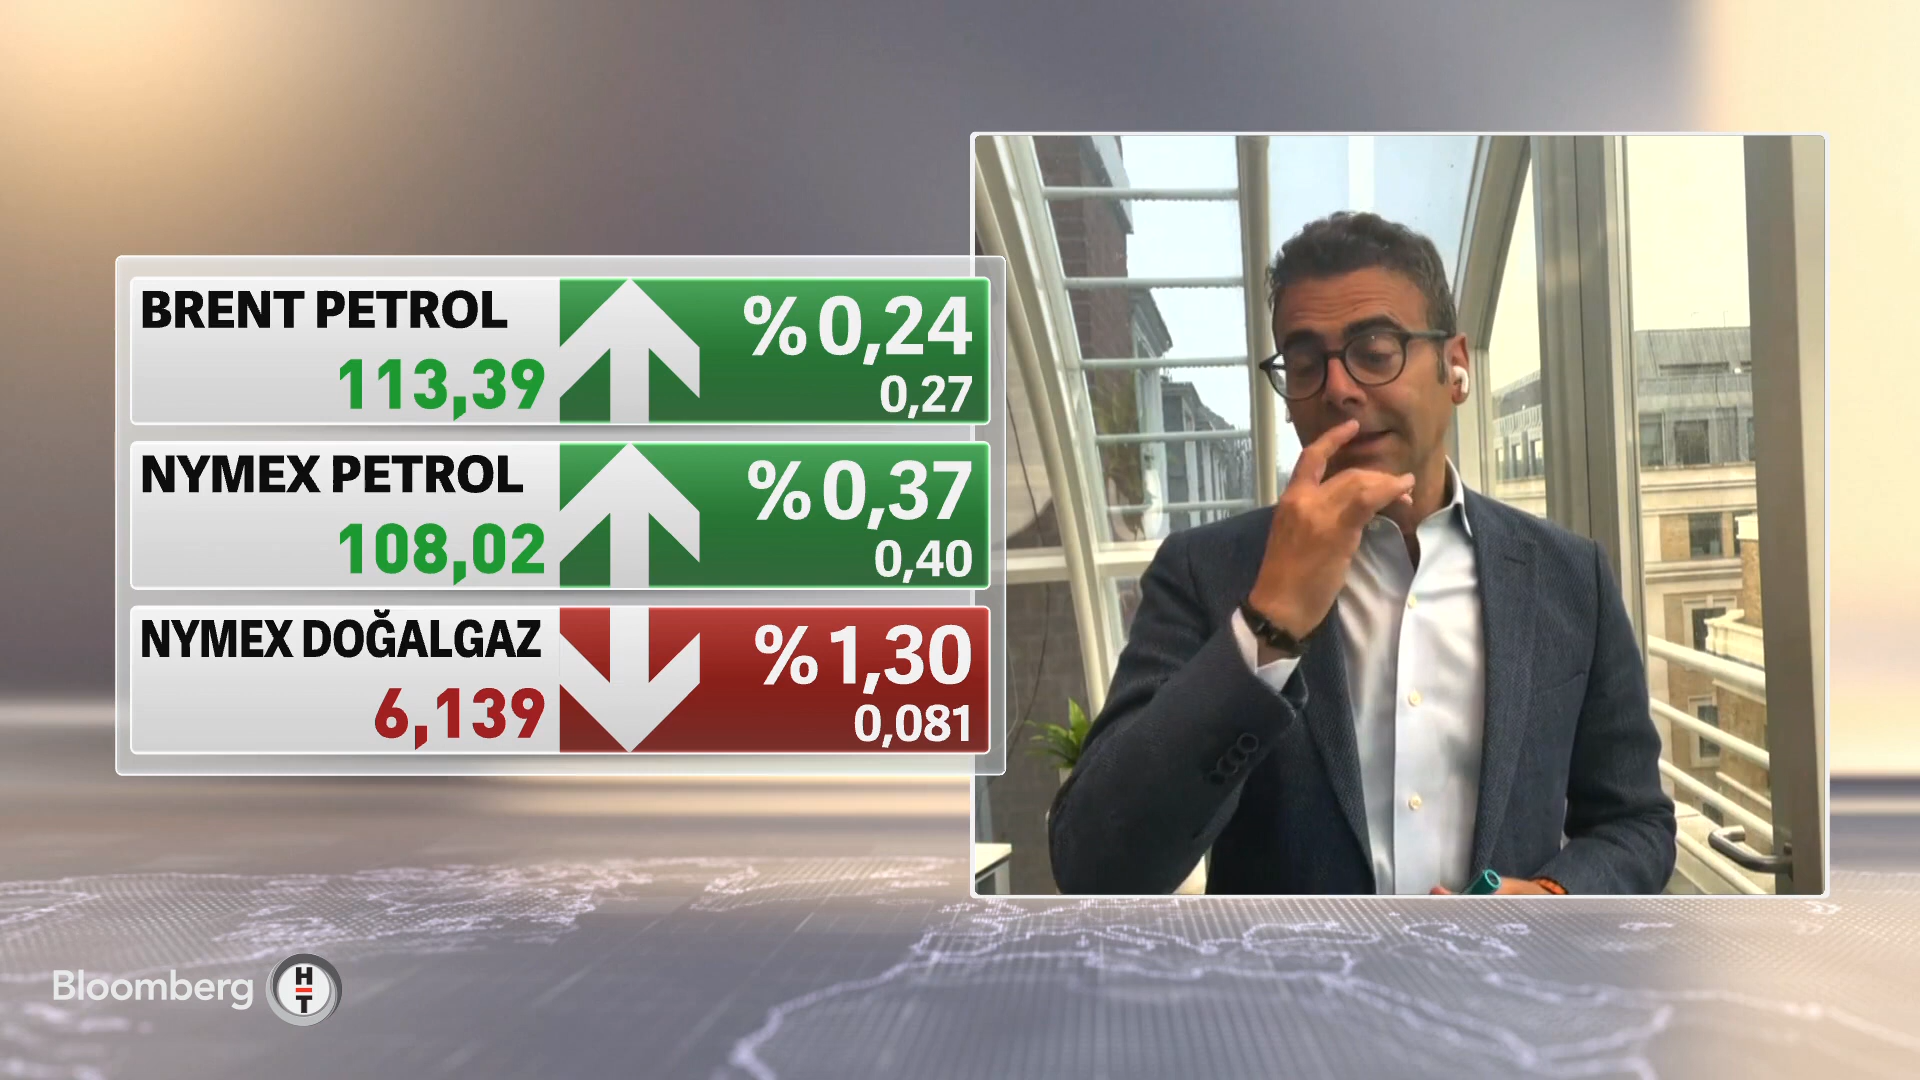 BRENT PETROL
113,39
%0,24
0,27
NYMEX PETROL
108,02
%0,37
0,40
NYMEX DOĞALGAZ
6,139
%1,30
0,081
Bloomberg HT